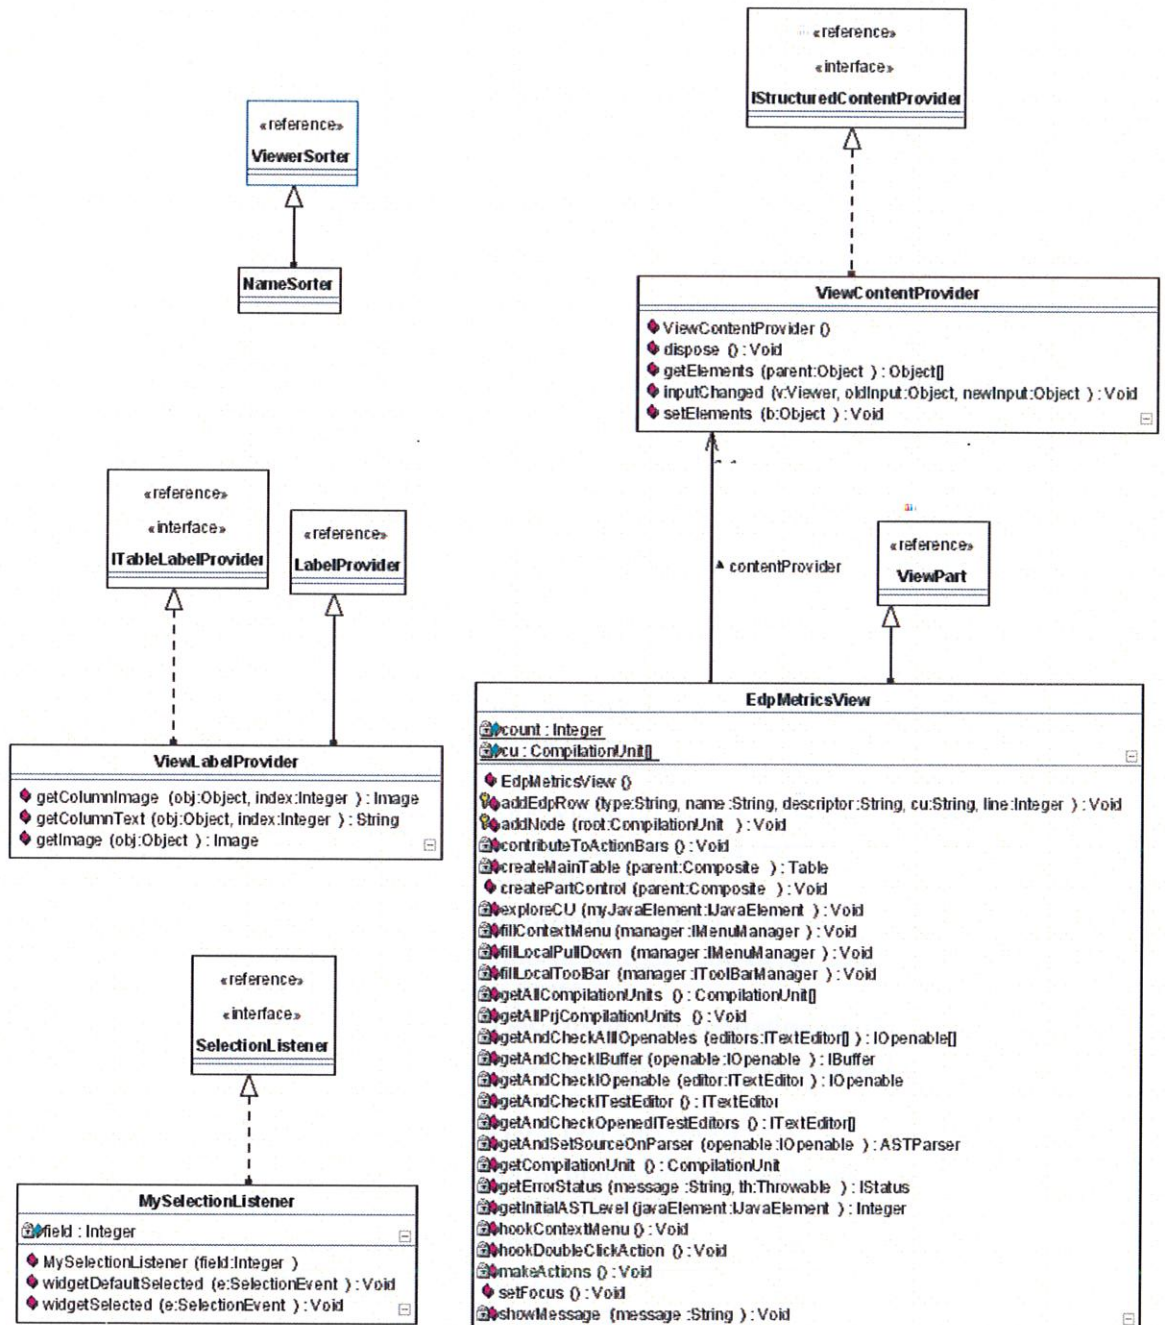 «reference»
«interface»
IStructuredContentProvider
«reference»
ViewerSorter
NameSorter
ViewContentProvider
ViewContentProvider ()
dispose () : Void
getElements (parent:Object ) : Object[]
inputChanged (v:Viewer, oldInput:Object, newInput:Object ) : Void
setElements (b:Object ) : Void
«reference»
«interface»
ITableLabelProvider
«reference»
LabelProvider
contentProvider
«reference»
ViewPart
ViewLabelProvider
getColumnImage (obj:Object, index:Integer ) : Image
getColumnText (obj:Object, index:Integer ) : String
getImage (obj:Object ) : Image
EdpMetricsView
count : Integer
cu : CompilationUnit[]
EdpMetricsView ()
addEdpRow (type:String, name:String, descriptor:String, cu:String, line:Integer ) : Void
addNode (root:CompilationUnit ) : Void
contributeToActionBars () : Void
createMainTable (parent:Composite ) : Table
createPartControl (parent:Composite ) : Void
exploreCU (myJavaElement:IJavaElement ) : Void
fillContextMenu (manager:IMenuManager ) : Void
fillLocalPullDown (manager:IMenuManager ) : Void
fillLocalToolBar (manager:IToolBarManager ) : Void
getAllCompilationUnits () : CompilationUnit[]
getAllPrjCompilationUnits () : Void
getAndCheckAllIOpenables (editors:ITextEditor[] ) : IOpenable[]
getAndCheckIBuffer (openable:IOpenable ) : IBuffer
getAndCheckIOpenable (editor:ITextEditor ) : IOpenable
getAndCheckITestEditor () : ITextEditor
getAndCheckOpenedITestEditors () : ITextEditor[]
getAndSetSourceOnParser (openable:IOpenable ) : ASTParser
getCompilationUnit () : CompilationUnit
getErrorStatus (message:String, th:Throwable ) : IStatus
getInitialASTLevel (javaElement:IJavaElement ) : Integer
hookContextMenu () : Void
hookDoubleClickAction () : Void
makeActions () : Void
setFocus () : Void
showMessage (message:String ) : Void
«reference»
«interface»
SelectionListener
MySelectionListener
field : Integer
MySelectionListener (field:Integer )
widgetDefaultSelected (e:SelectionEvent ) : Void
widgetSelected (e:SelectionEvent ) : Void